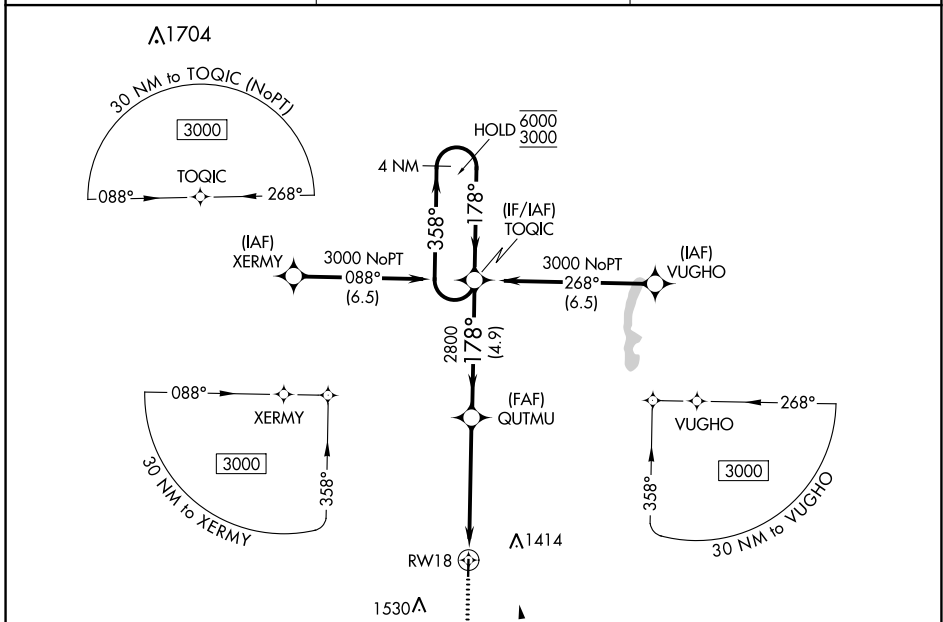 1704
30 NM to TOQIC (NoPT)
3000
TOQIC
088°
268°
HOLD
6000
3000
4 NM
358°
178°
(IF/IAF)
TOQIC
(IAF)
XERMY
3000 NoPT
088°
(6.5)
(IAF)
VUGHO
3000 NoPT
268°
(6.5)
2800
178°
(4.9)
(FAF)
QUTMU
088°
XERMY
3000
358°
30 NM to XERMY
268°
VUGHO
3000
358°
30 NM to VUGHO
RW18
1414
1530